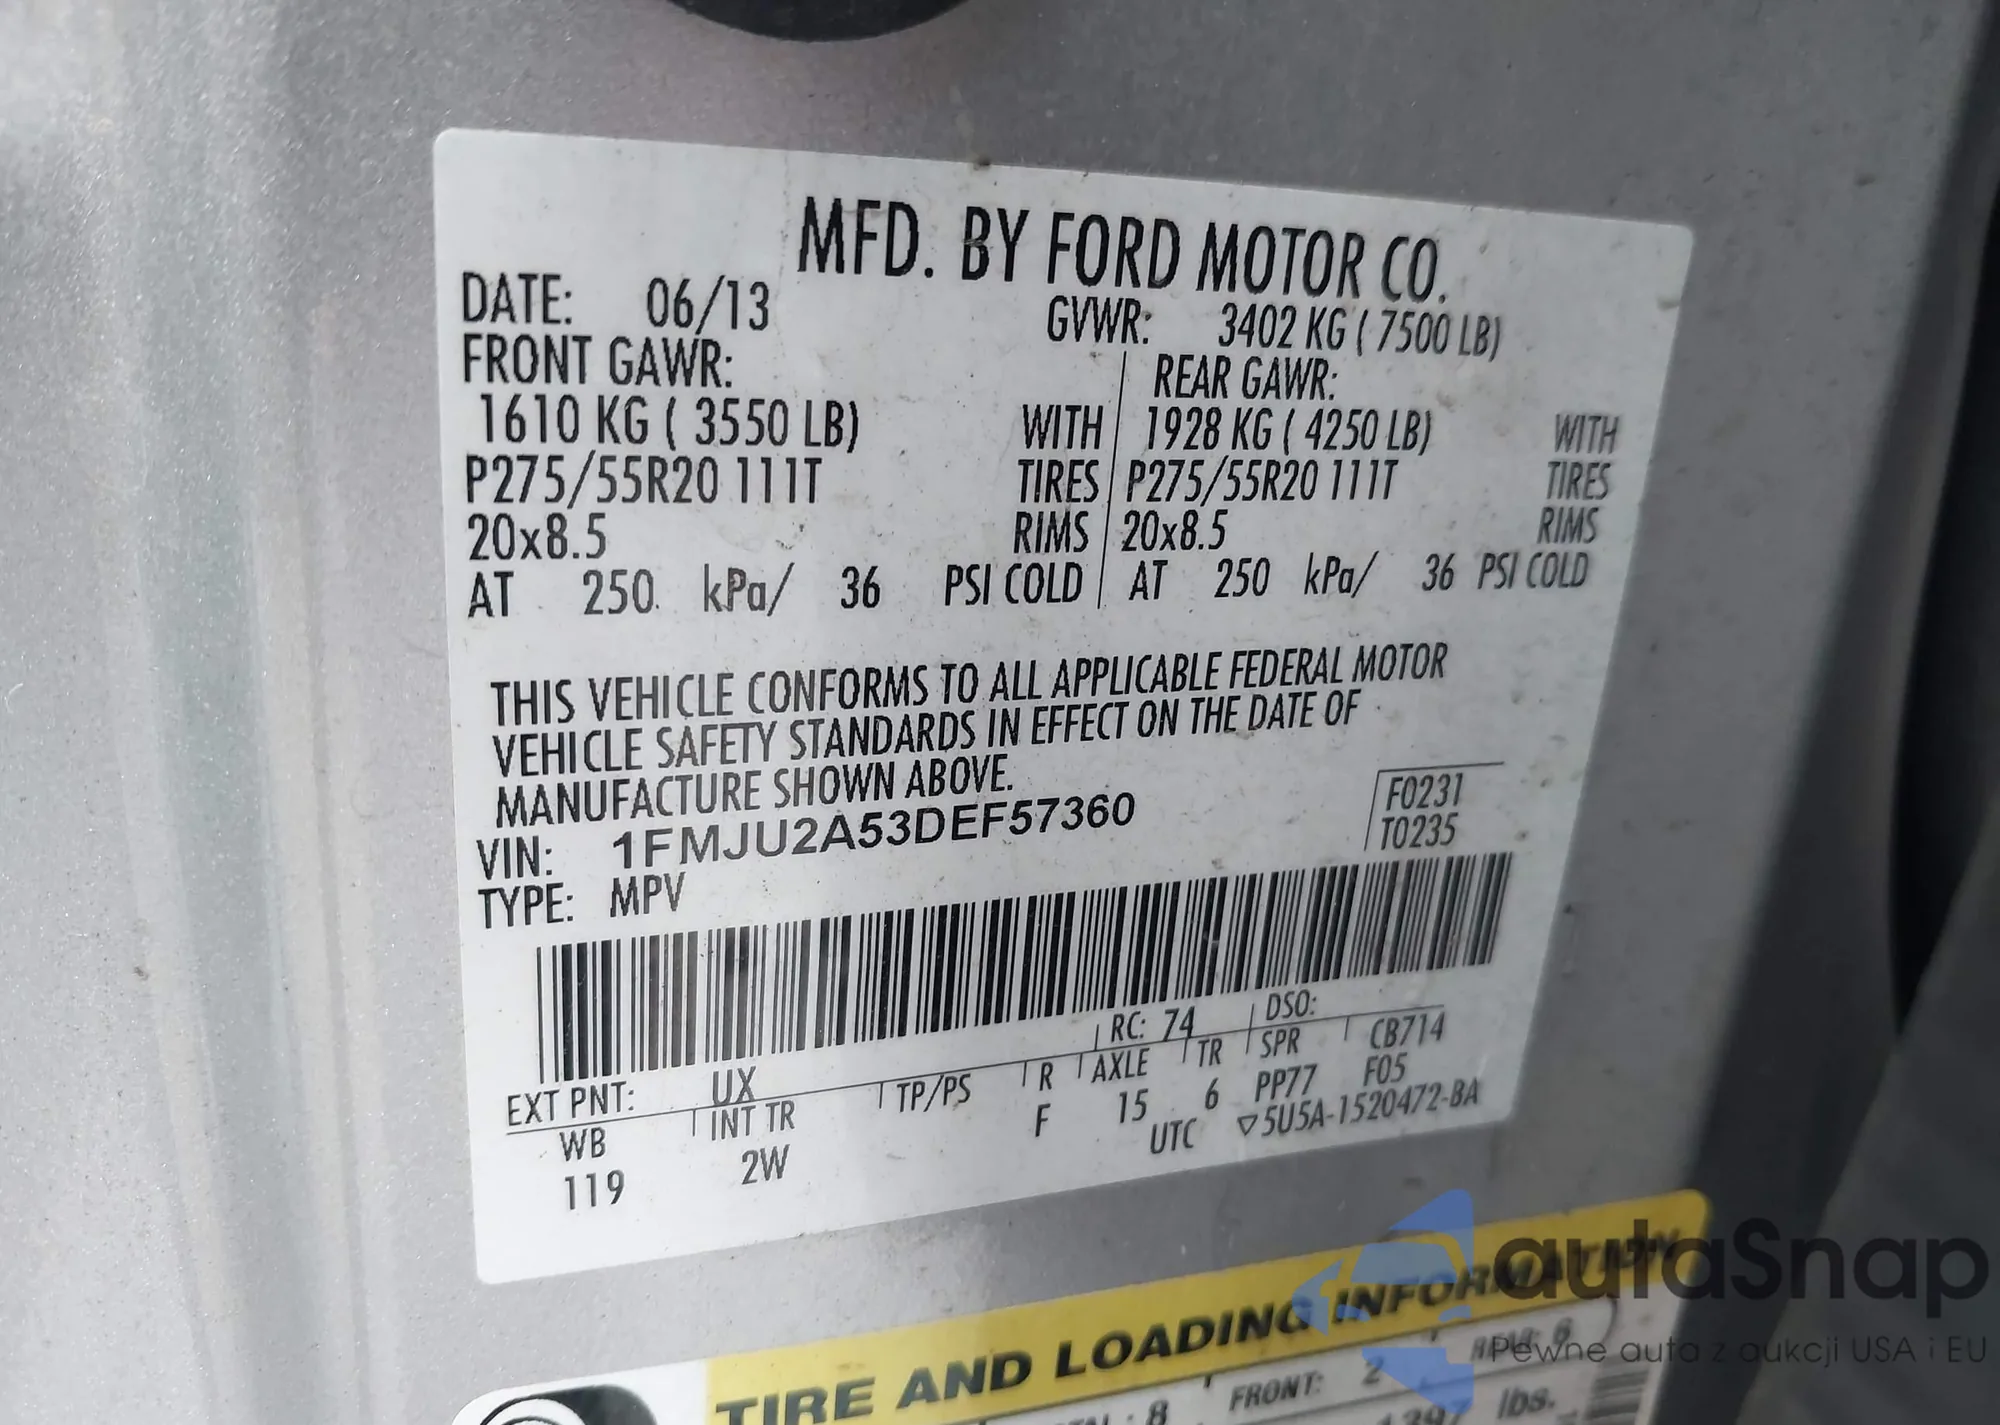 MFD. BY FORD MOTOR CO.
DATE: 06/13 GVWR: 3402 KG ( 7500 LB)
FRONT GAWR: REAR GAWR:
1610 KG ( 3550 LB) WITH 1928 KG ( 4250 LB) WITH
P275/55R20 111T TIRES P275/55R20 111T TIRES
20x8.5 RIMS 20x8.5 RIMS
AT 250 kPa/ 36 PSI COLD AT 250 kPa/ 36 PSI COLD
THIS VEHICLE CONFORMS TO ALL APPLICABLE FEDERAL MOTOR
VEHICLE SAFETY STANDARDS IN EFFECT ON THE DATE OF
MANUFACTURE SHOWN ABOVE.
VIN: 1FMJU2A53DEF57360
F0231
T0235
TYPE: MPV
RC: 74 DSO:
EXT PNT: UX
WB INT TR TP/PS R AXLE TR SPR CB714
119 2W F 15 6 PP77 F05
UTC ▽5U5A-1520472-BA
TIRE AND LOADING INFORMATION
8 FRONT: 2 6
lbs.
autoSnap
Pewne auta z aukcji USA i EU